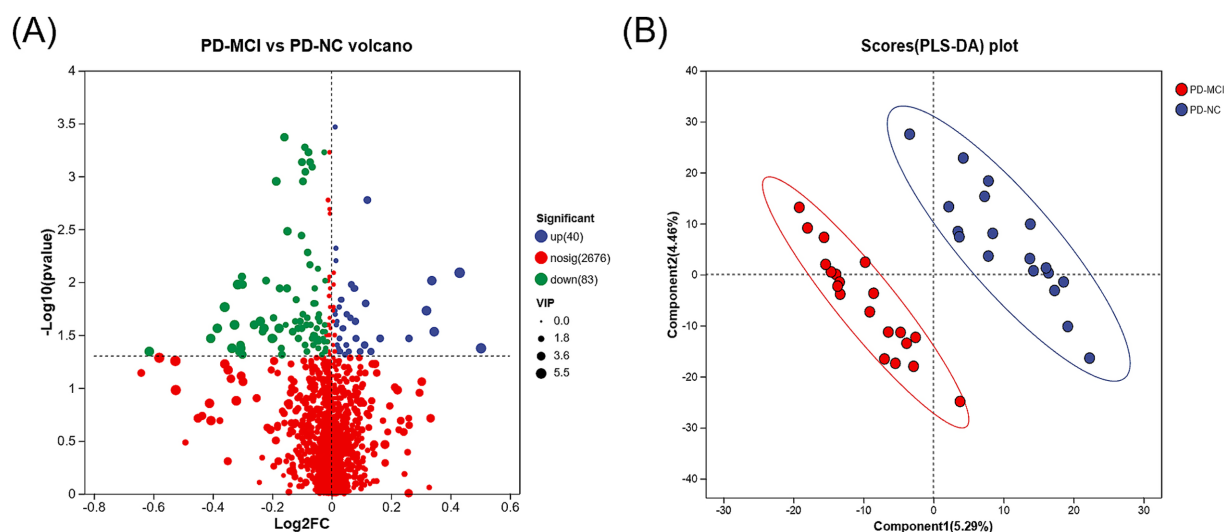 (A)
PD-MCI vs PD-NC volcano
4
3.5
3
2.5
2
1.5
1
0.5
0
-Log10(pvalue)
-0.8
-0.6
-0.4
-0.2
0
0.2
0.4
0.6
Log2FC
Significant
up(40)
nosig(2676)
down(83)
VIP
0.0
1.8
3.6
5.5
(B)
Scores(PLS-DA) plot
40
30
20
10
0
-10
-20
-30
-40
Component2(4.46%)
-30
-20
-10
0
10
20
30
Component1(5.29%)
PD-MCI
PD-NC